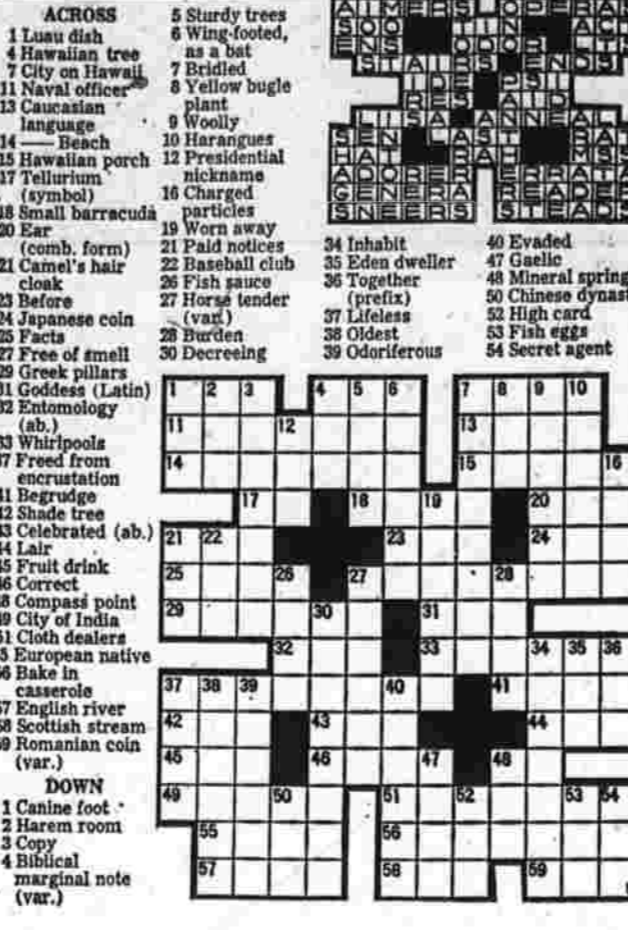 ACROSS
1 Luau dish
4 Hawaiian tree
7 City on Hawaii
11 Naval officer
13 Caucasian
language
14 —— Beach
15 Hawaiian porch
17 Tellurium
(symbol)
18 Small barracuda
20 Ear
(comb. form)
21 Camel's hair
cloak
23 Before
24 Japanese coin
25 Facts
27 Free of smell
29 Greek pillars
31 Goddess (Latin)
32 Entomology
(ab.)
33 Whirlpools
37 Freed from
encrustation
41 Begrudge
42 Shade tree
43 Celebrated (ab.)
44 Lair
45 Fruit drink
46 Correct
48 Compass point
49 City of India
51 Cloth dealers
55 European native
56 Bake in
casserole
57 English river
58 Scottish stream
59 Romanian coin
(var.)
DOWN
1 Canine foot
2 Harem room
3 Copy
4 Biblical
marginal note
(var.)
5 Sturdy trees
6 Wing-footed,
as a bat
7 Bridled
8 Yellow bugle
plant
9 Woolly
10 Harangues
12 Presidential
nickname
16 Charged
particles
19 Worn away
21 Paid notices
22 Baseball club
26 Fish sauce
27 Horse tender
(var.)
28 Burden
30 Decreeing
34 Inhabit
35 Eden dweller
36 Together
(prefix)
37 Lifeless
38 Oldest
39 Odoriferous
40 Evaded
47 Gaelic
48 Mineral spring
50 Chinese dynast
52 High card
53 Fish eggs
54 Secret agent
AIMERS OPERA
SOO TIN AC
ENS ODOR T
STAIRS ENDS
IDE PSI
RES AID
LISA ANNE AL
SEN LAST RA
HAT RAH MSS
ADORER ERRATA
GENERA READE
SNEERS STEADS
1 2 3 4 5 6 7 8 9 10
11 12 13
14 15 16
17 18 19 20
21 22 23 24
25 26 27 28
29 30 31
32 33 34 35 36
37 38 39 40 41
42 43 44
45 46 47 48
49 50 51 52 53 54
55 56
57 58 59